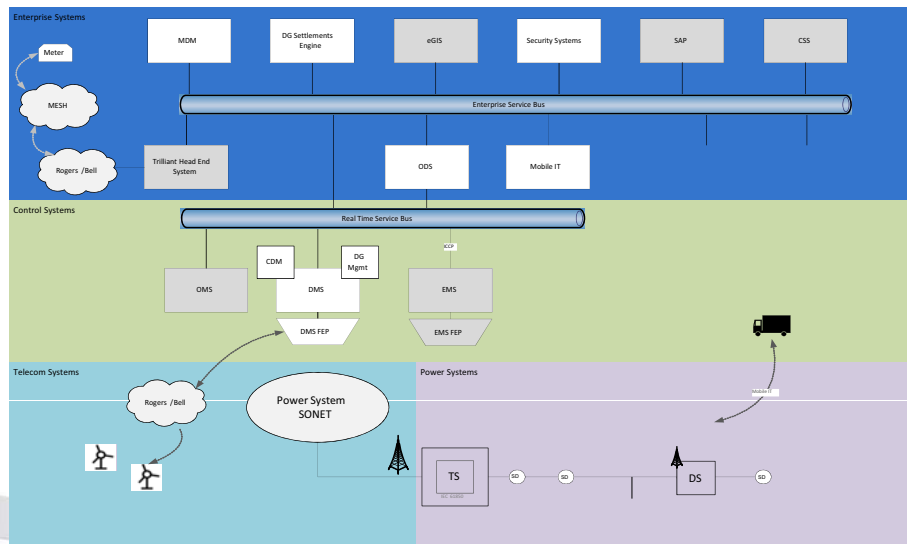 Enterprise Systems
MDM
DG Settlements
Engine
eGIS
Security Systems
SAP
CSS
Meter
MESH
Enterprise Service Bus
Rogers /Bell
Trilliant Head End
System
ODS
Mobile IT
Control Systems
Real Time Service Bus
ICCP
CDM
DG
Mgmt
OMS
DMS
EMS
DMS FEP
EMS FEP
Telecom Systems
Power Systems
Rogers /Bell
Power System
SONET
Mobile IT
TS
SD
SD
DS
SD